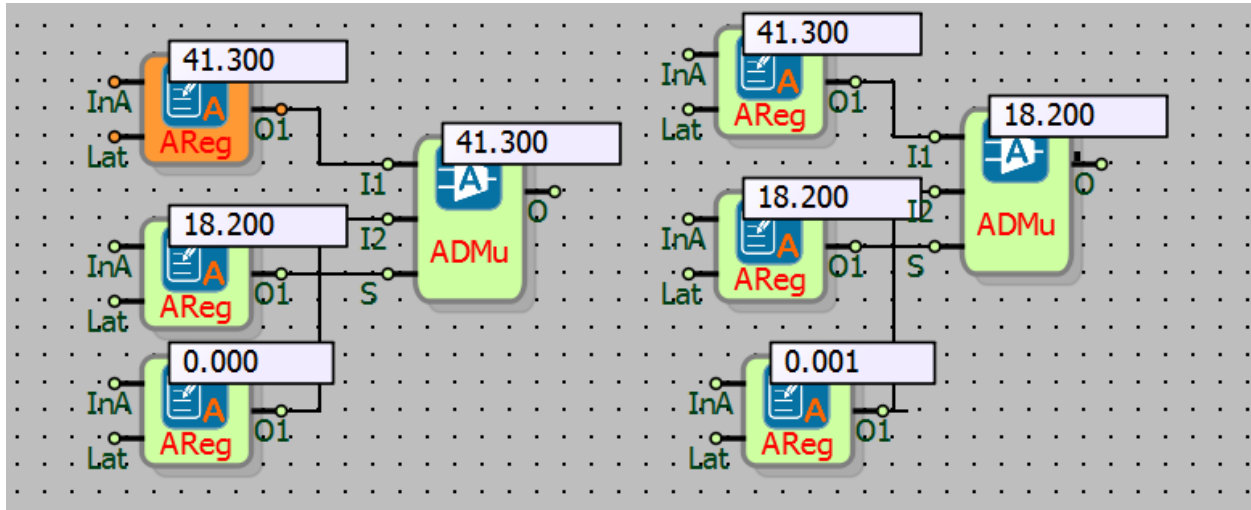 41.300
InA
A
O1
Lat
AReg
41.300
I1
A
I2
O
ADMu
S
18.200
InA
A
O1
Lat
AReg
0.000
InA
A
O1
Lat
AReg
41.300
InA
A
O1
Lat
AReg
18.200
I1
A
I2
O
ADMu
S
18.200
InA
A
O1
Lat
AReg
0.001
InA
A
O1
Lat
AReg